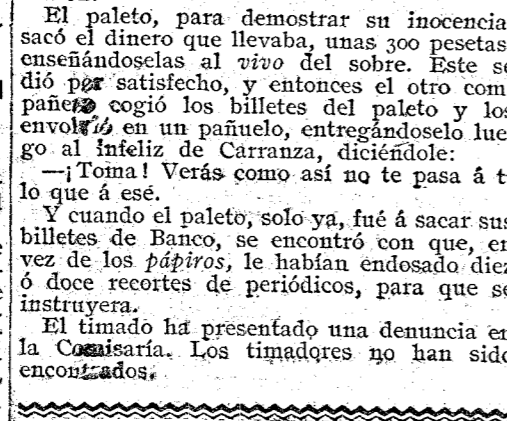 El paleto, para demostrar su inocencia
sacó el dinero que llevaba, unas 300 pesetas
enseñándoselas al vivo del sobre. Este se
dió por satisfecho, y entonces el otro com
pañero cogió los billetes del paleto y los
envolvió en un pañuelo, entregándoselo lue
go al infeliz de Carranza, diciéndole:
—¡Toma! Verás como así no te pasa á t
lo que á ese.
Y cuando el paleto, solo ya, fué á sacar sus
billetes de Banco, se encontró con que, en
vez de los pápiros, le habían endosado diez
ó doce recortes de periódicos, para que se
instruyera.
El timado ha presentado una denuncia en
la Comisaría. Los timadores no han sido
encontrados.